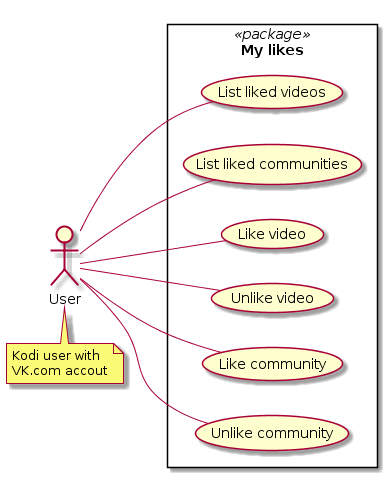 «package»
My likes
List liked videos
List liked communities
Like video
Unlike video
Like community
Unlike community
User
Kodi user with
VK.com accout